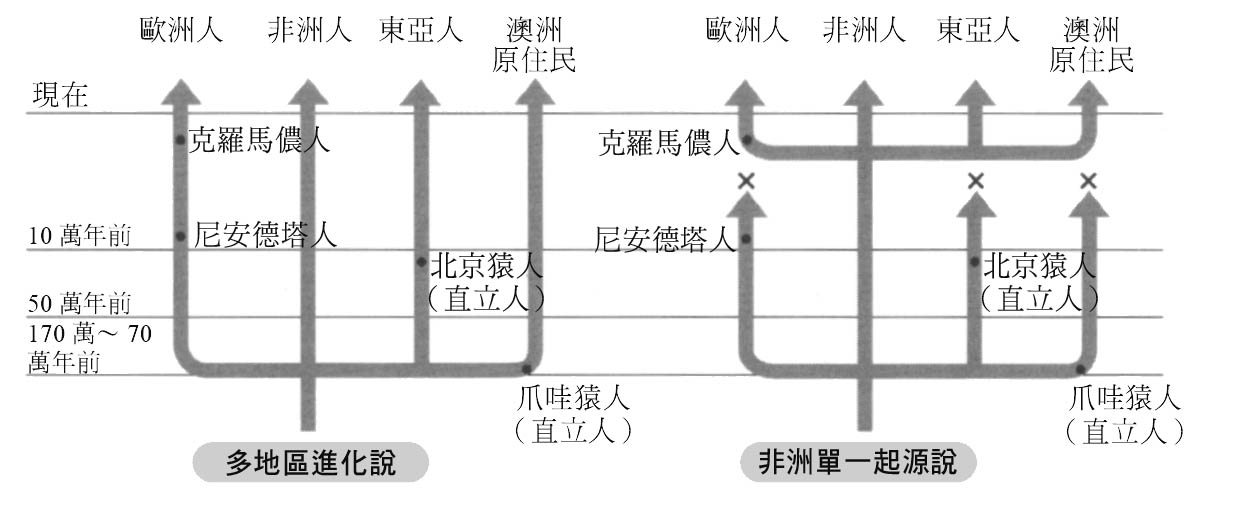 歐洲人 非洲人 東亞人 澳洲
原住民
歐洲人 非洲人 東亞人 澳洲
原住民
現在
克羅馬儂人
克羅馬儂人
10 萬年前
尼安德塔人
尼安德塔人
北京猿人
(直立人)
北京猿人
(直立人)
50 萬年前
170 萬～ 70
萬年前
爪哇猿人
(直立人)
爪哇猿人
(直立人)
多地區進化說
非洲單一起源說